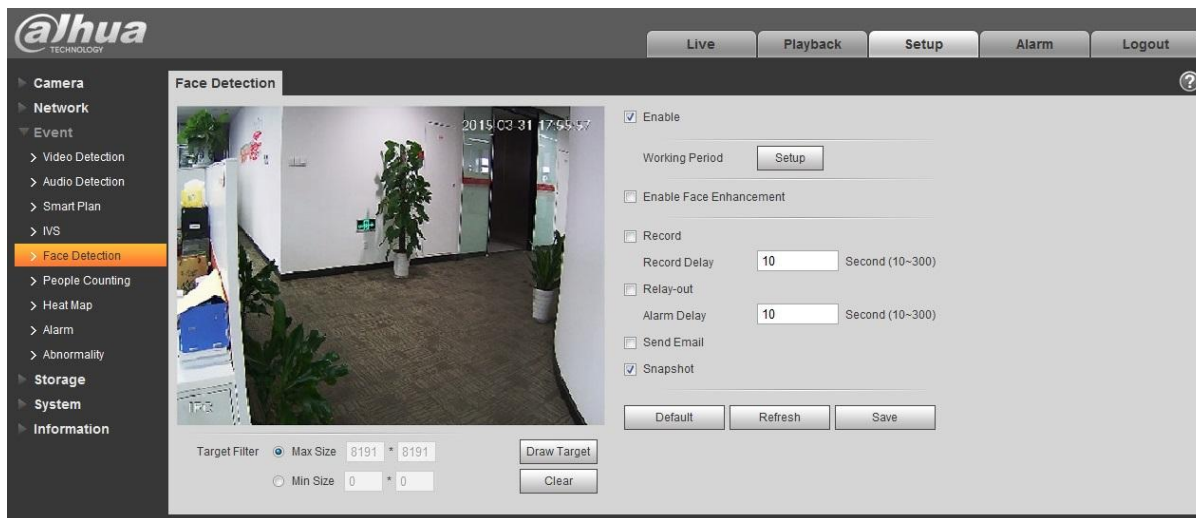 alhua
TECHNOLOGY
Live Playback Setup Alarm Logout
Camera
Network
Event
Video Detection
Audio Detection
Smart Plan
IVS
Face Detection
People Counting
Heat Map
Alarm
Abnormality
Storage
System
Information
Face Detection
?
2015-03-31 17:55:57
IPC
Target Filter Max Size 8191 * 8191 Draw Target
Min Size 0 * 0 Clear
Enable
Working Period Setup
Enable Face Enhancement
Record
Record Delay 10 Second (10~300)
Relay-out
Alarm Delay 10 Second (10~300)
Send Email
Snapshot
Default Refresh Save